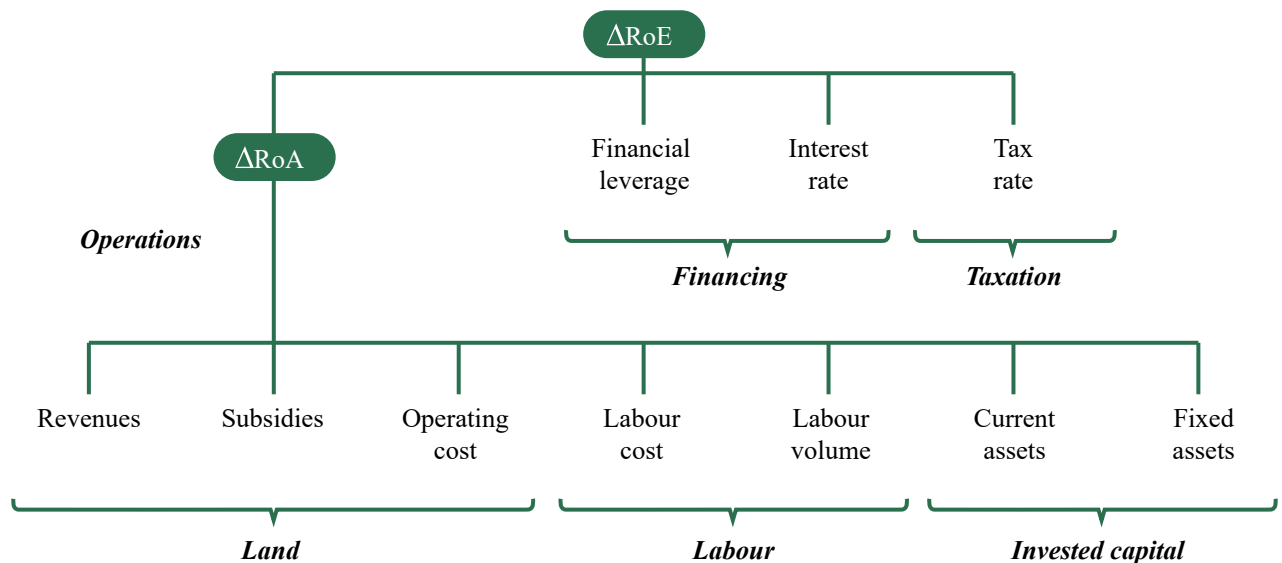 ΔRoE
ΔRoA
Financial
leverage
Interest
rate
Tax
rate
Operations
Financing
Taxation
Revenues
Subsidies
Operating
cost
Labour
cost
Labour
volume
Current
assets
Fixed
assets
Land
Labour
Invested capital